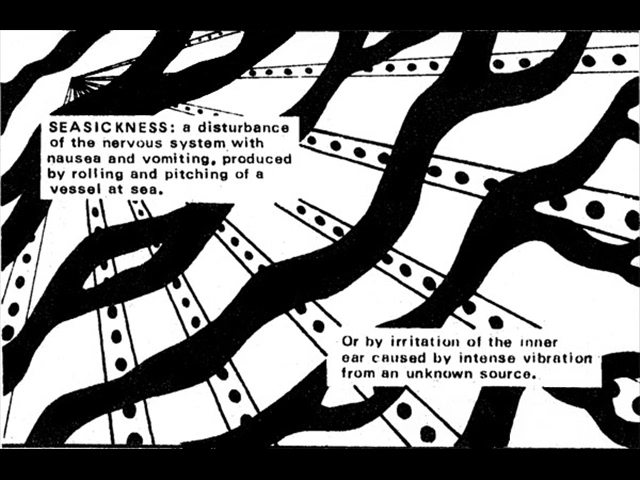 SEASICKNESS: a disturbance
of the nervous system with
nausea and vomiting, produced
by rolling and pitching of a
vessel at sea.
Or by irritation of the inner
ear caused by intense vibration
from an unknown source.